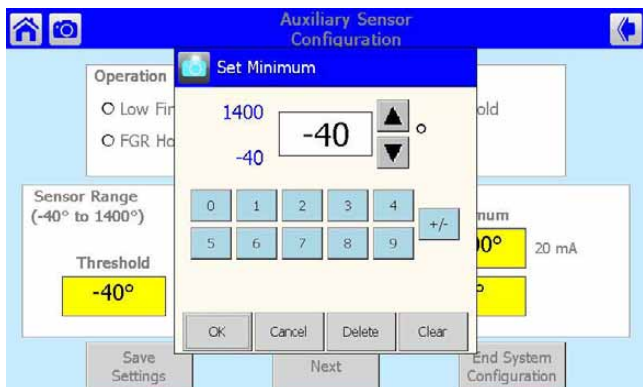 Auxiliary Sensor
Configuration
Set Minimum
Operation
Low Fir
old
FGR Ho
1400
-40
-40
°
0 1 2 3 4
+/-
5 6 7 8 9
OK Cancel Delete Clear
Sensor Range
(-40° to 1400°)
num
Threshold
0° 20 mA
-40°
°
Save
Settings
Next
End System
Configuration